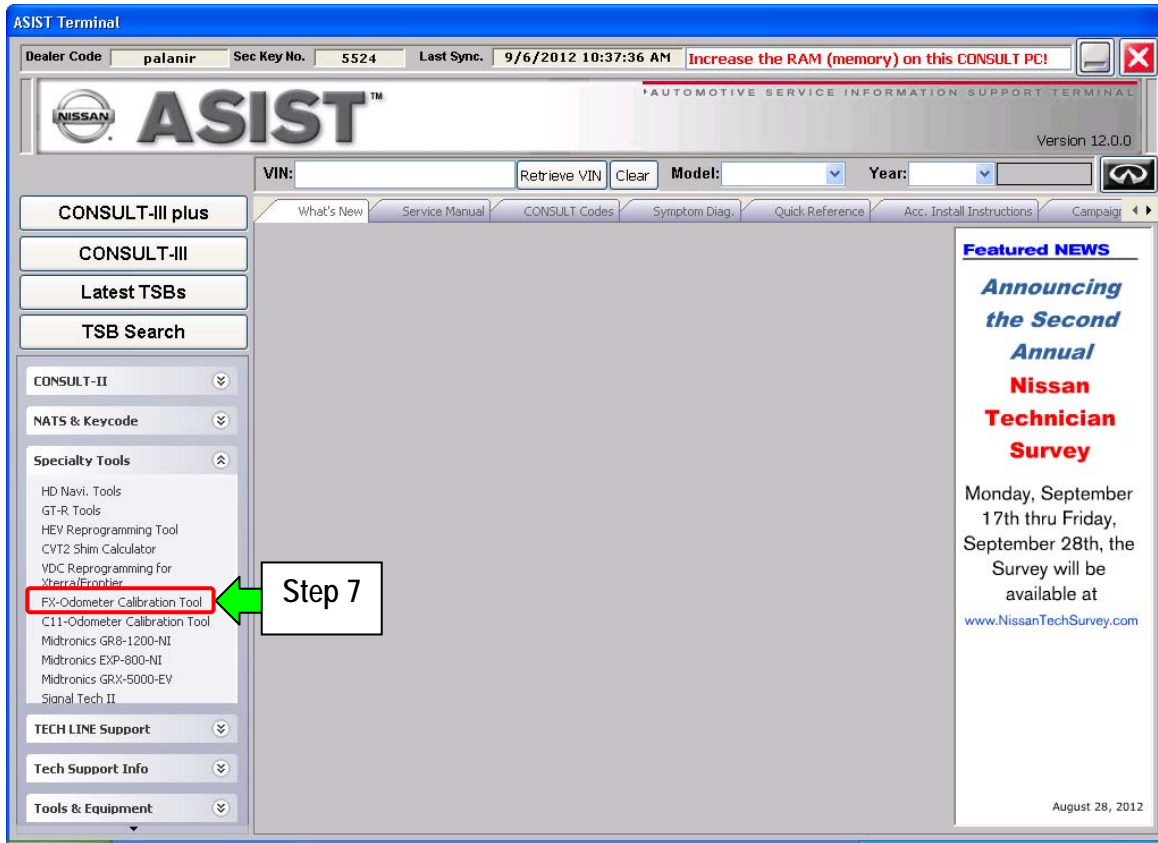 ASIST Terminal
Dealer Code palanir Sec Key No. 5524 Last Sync. 9/6/2012 10:37:36 AM Increase the RAM (memory) on this CONSULT PC!
NISSAN ASIST™
AUTOMOTIVE SERVICE INFORMATION SUPPORT TERMINAL
Version 12.0.0
VIN: Retrieve VIN Clear Model: Year:
What's New Service Manual CONSULT Codes Symptom Diag. Quick Reference Acc. Install Instructions Campaign
CONSULT-III plus
CONSULT-III
Latest TSBs
TSB Search
CONSULT-II
NATS & Keycode
Specialty Tools
HD Navi. Tools
GT-R Tools
HEV Reprogramming Tool
CVT2 Shim Calculator
VDC Reprogramming for
Xterra/Frontier
FX-Odometer Calibration Tool
C11-Odometer Calibration Tool
Midtronics GR8-1200-NI
Midtronics EXP-800-NI
Midtronics GRX-5000-EV
Signal Tech II
TECH LINE Support
Tech Support Info
Tools & Equipment
Step 7
Featured NEWS
Announcing
the Second
Annual
Nissan
Technician
Survey
Monday, September
17th thru Friday,
September 28th, the
Survey will be
available at
www.NissanTechSurvey.com
August 28, 2012